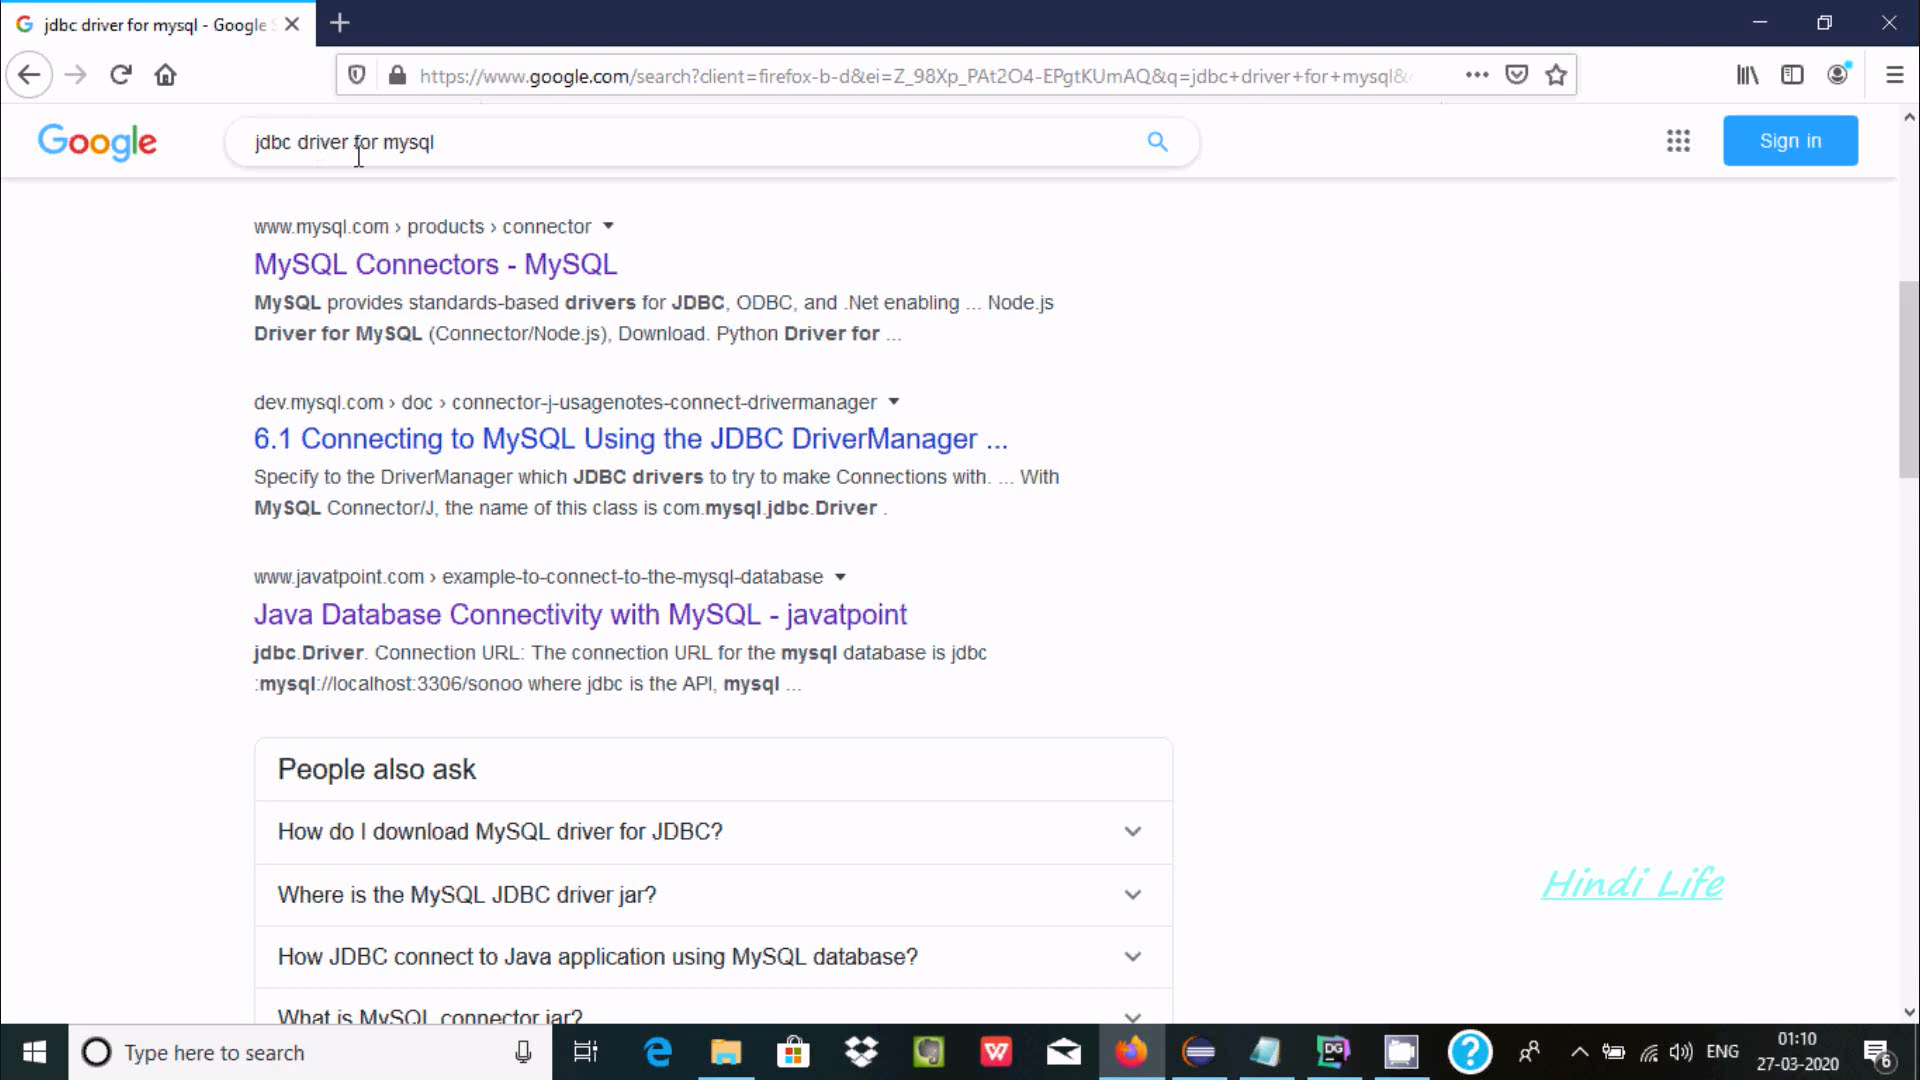 jdbc driver for mysql - Google S
https://www.google.com/search?client=firefox-b-d&ei=Z_98Xp_PAt2O4-EPgtKUmAQ&q=jdbc+driver+for+mysql&
Google
jdbc driver for mysql
Sign in
www.mysql.com › products › connector
MySQL Connectors - MySQL
MySQL provides standards-based drivers for JDBC, ODBC, and .Net enabling ... Node.js
Driver for MySQL (Connector/Node.js), Download. Python Driver for ...
dev.mysql.com › doc › connector-j-usagenotes-connect-drivermanager
6.1 Connecting to MySQL Using the JDBC DriverManager ...
Specify to the DriverManager which JDBC drivers to try to make Connections with. ... With
MySQL Connector/J, the name of this class is com.mysql.jdbc.Driver .
www.javatpoint.com › example-to-connect-to-the-mysql-database
Java Database Connectivity with MySQL - javatpoint
jdbc.Driver. Connection URL: The connection URL for the mysql database is jdbc
:mysql://localhost:3306/sonoo where jdbc is the API, mysql ...
People also ask
How do I download MySQL driver for JDBC?
Where is the MySQL JDBC driver jar?
Hindi Life
How JDBC connect to Java application using MySQL database?
What is MySQL connector jar?
Type here to search
DG
ENG
01:10
27-03-2020
6